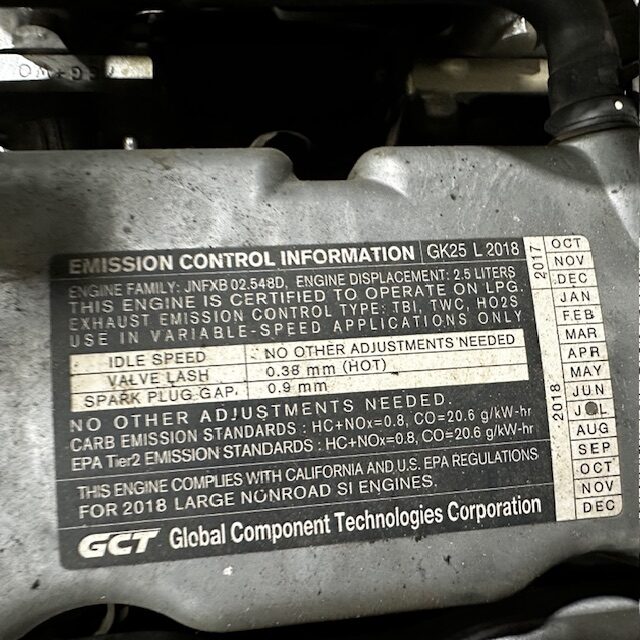 EMISSION CONTROL INFORMATION GK25 L 2018
ENGINE FAMILY: JNFXB 02.548D, ENGINE DISPLACEMENT: 2.5 LITERS
THIS ENGINE IS CERTIFIED TO OPERATE ON LPG.
EXHAUST EMISSION CONTROL TYPE: TBI, TWC, HO2S
USE IN VARIABLE-SPEED APPLICATIONS ONLY
IDLE SPEED NO OTHER ADJUSTMENTS NEEDED
VALVE LASH 0.38 mm (HOT)
SPARK PLUG GAP. 0.9 mm
NO OTHER ADJUSTMENTS NEEDED.
CARB EMISSION STANDARDS : HC+NOx=0.8, CO=20.6 g/kW-hr
EPA Tier2 EMISSION STANDARDS : HC+NOx=0.8, CO=20.6 g/kW-hr
THIS ENGINE COMPLIES WITH CALIFORNIA AND U.S. EPA REGULATIONS
FOR 2018 LARGE NONROAD SI ENGINES.
GCT Global Component Technologies Corporation
2017
OCT
NOV
DEC
2018
JAN
FEB
MAR
APR
MAY
JUN
JUL
AUG
SEP
OCT
NOV
DEC